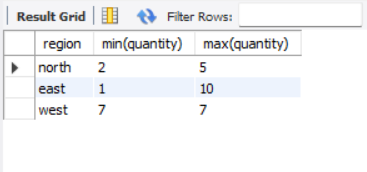 Result Grid Filter Rows:
region min(quantity) max(quantity)
north 2 5
east 1 10
west 7 7